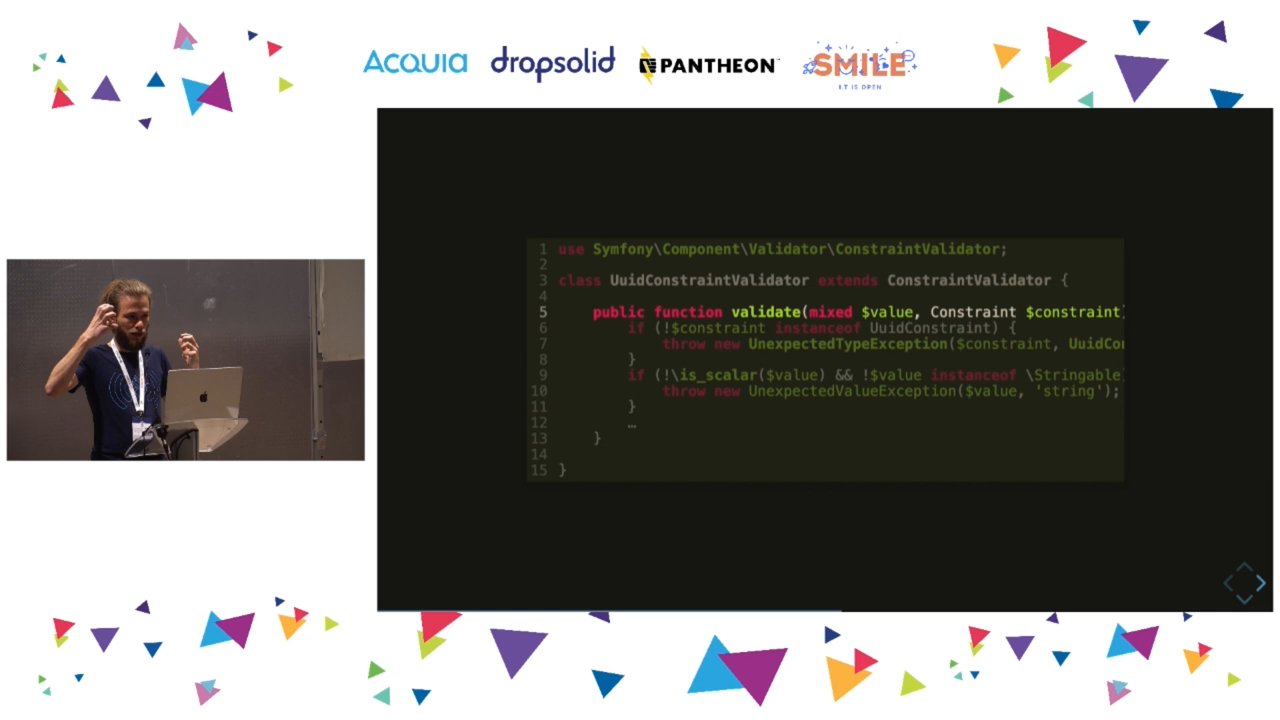 ACQUIA dropsolid PANTHEON SMILE
I.T IS OPEN
1 use Symfony\Component\Validator\ConstraintValidator;
2
3 class UuidConstraintValidator extends ConstraintValidator {
4
5 public function validate(mixed $value, Constraint $constraint)
6 if (!$constraint instanceof UuidConstraint) {
7 throw new UnexpectedTypeException($constraint, UuidCo
8 }
9 if (!\is_scalar($value) && !$value instanceof \Stringable)
10 throw new UnexpectedValueException($value, 'string');
11 }
12 …
13 }
14
15 }